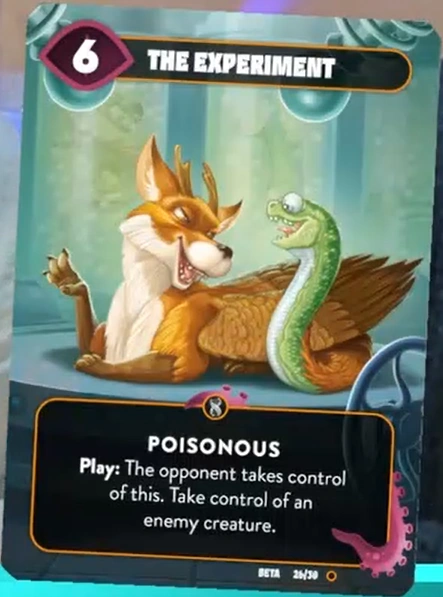 6
THE EXPERIMENT
POISONOUS
Play: The opponent takes control
of this. Take control of an
enemy creature.
BETA 26/30